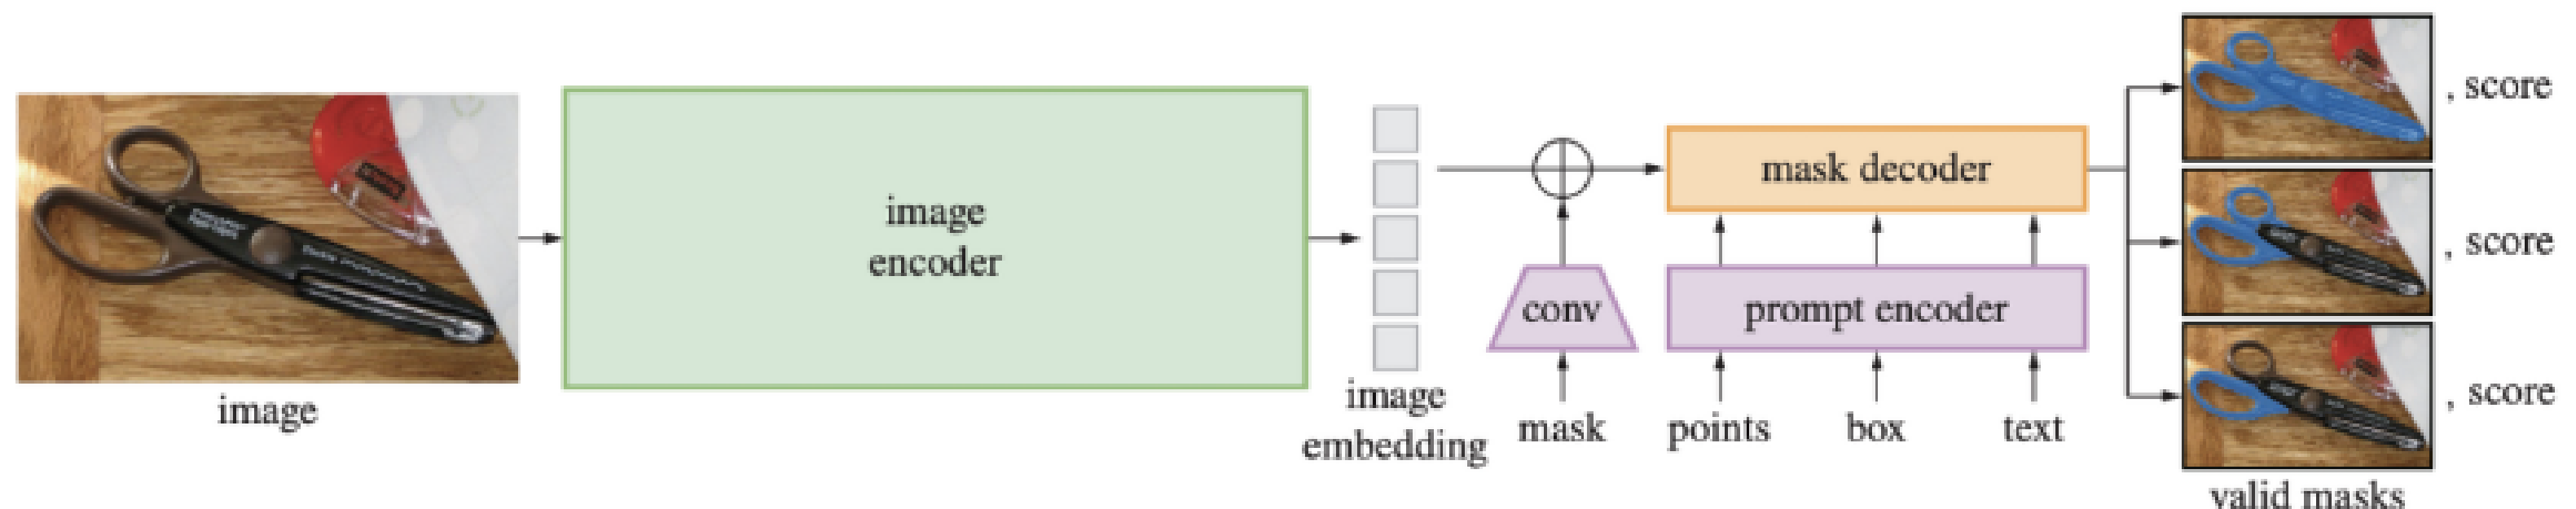 image
image
encoder
image
embedding
conv
mask
mask decoder
prompt encoder
points
box
text
, score
, score
, score
valid masks